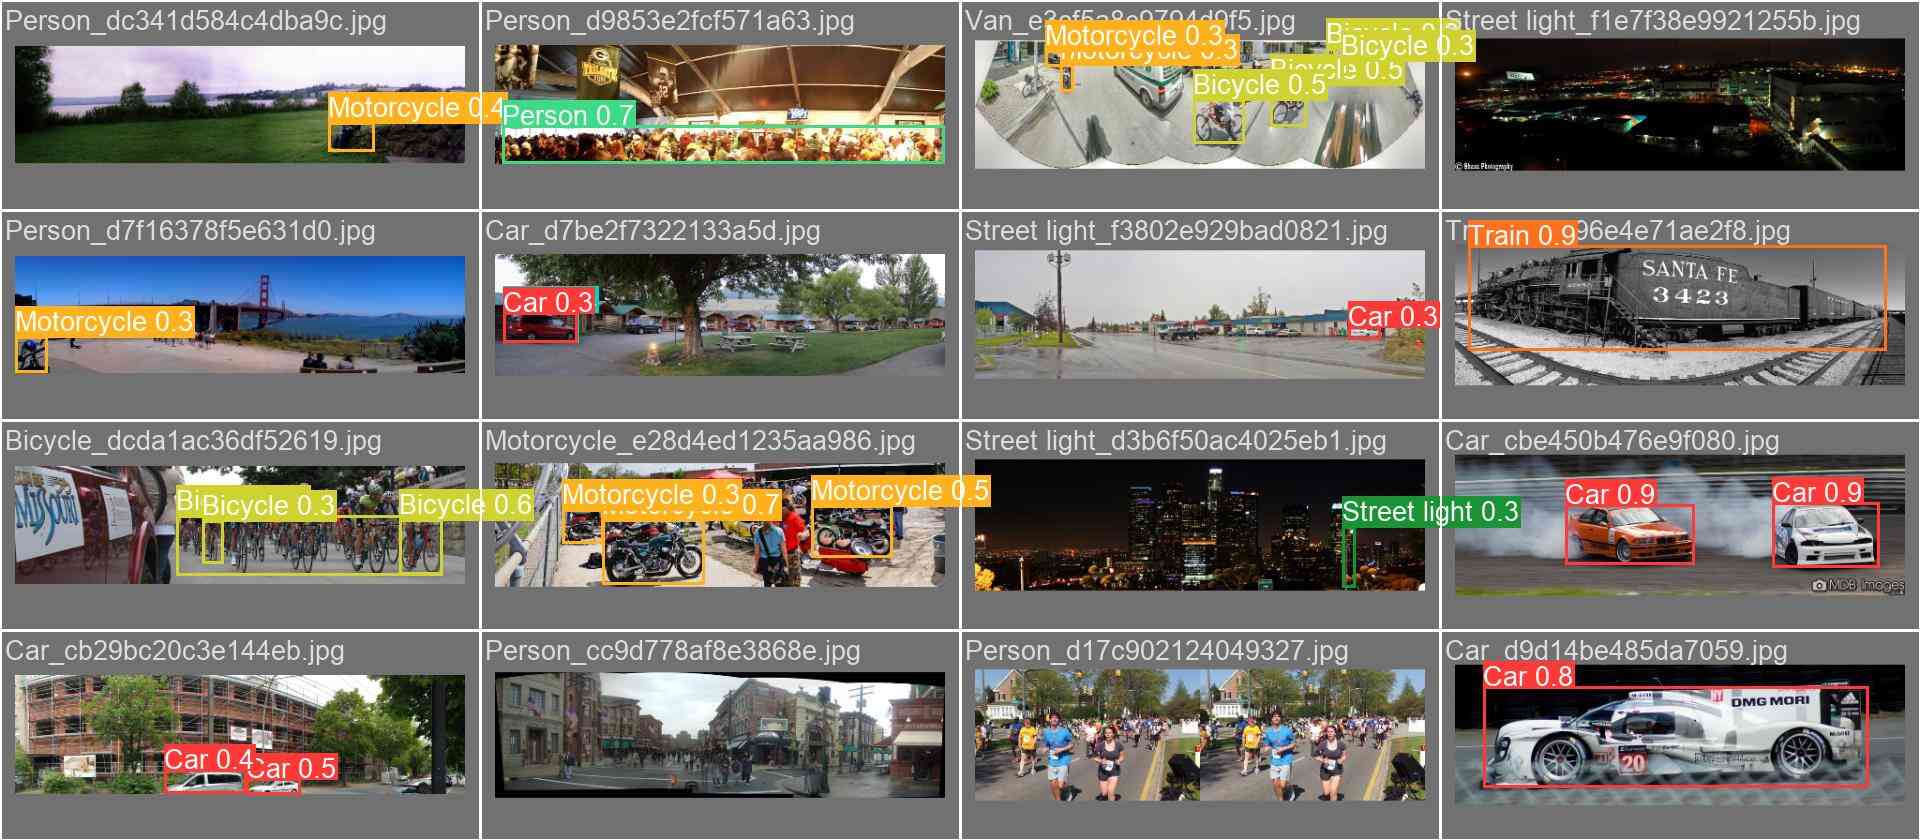 Person_dc341d584c4dba9c.jpg
Motorcycle 0.4
Person_d9853e2fcf571a63.jpg
Person 0.7
Motorcycle 0.3
Bicycle 0.3
Bicycle 0.5
Street light_f1e7f38e9921255b.jpg
© Shass Photography
Person_d7f16378f5e631d0.jpg
Motorcycle 0.3
Car_d7be2f7322133a5d.jpg
Car 0.3
Street light_f3802e929bad0821.jpg
Car 0.3
Train 0.9
SANTA FE
3423
Bicycle_dcda1ac36df52619.jpg
MISSOURI
Bicycle 0.3
Bicycle 0.6
Motorcycle_e28d4ed1235aa986.jpg
Motorcycle 0.3
0.7
Motorcycle 0.5
Street light_d3b6f50ac4025eb1.jpg
Street light 0.3
Car_cbe450b476e9f080.jpg
Car 0.9
Car 0.9
MDB Images
Car_cb29bc20c3e144eb.jpg
Car 0.4
Car 0.5
Person_cc9d778af8e3868e.jpg
Person_d17c902124049327.jpg
Car_d9d14be485da7059.jpg
Car 0.8
DMG MORI
20